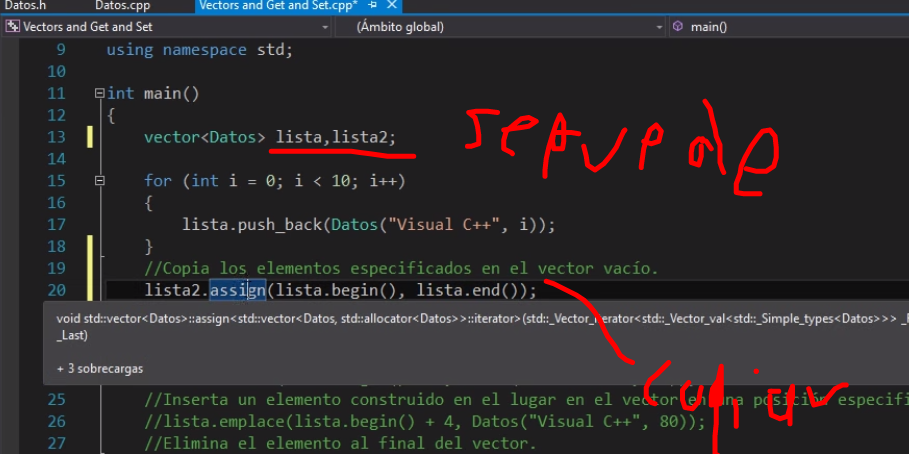 Datos.h Datos.cpp Vectors and Get and Set.cpp*
Vectors and Get and Set (Ámbito global) main()
9 using namespace std;
10
11 int main()
12 {
13 vector<Datos> lista,lista2;
se puede
14
15 for (int i = 0; i < 10; i++)
16 {
17 lista.push_back(Datos("Visual C++", i));
18 }
19 //Copia los elementos especificados en el vector vacío.
20 lista2.assign(lista.begin(), lista.end());
void std::vector<Datos>::assign<std::vector<Datos, std::allocator<Datos>>::iterator>(std::_Vector_iterator<std::_Vector_val<std::_Simple_types<Datos>>>
_Last)
+ 3 sobrecargas
copiar
25 //Inserta un elemento construido en el lugar en el vector en una posición
26 //lista.emplace(lista.begin() + 4, Datos("Visual C++", 80));
27 //Elimina el elemento al final del vector.